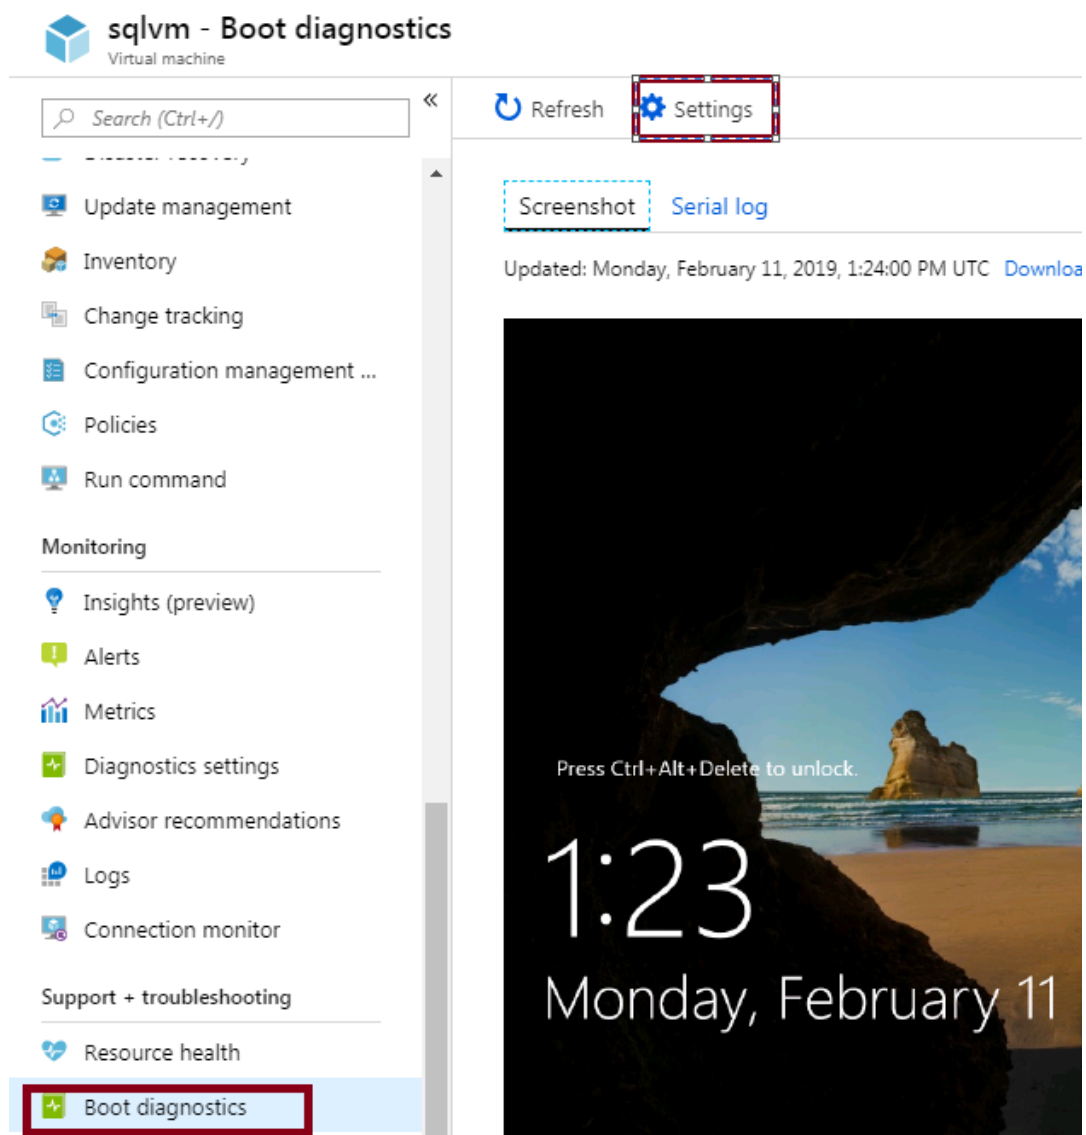 sqlvm - Boot diagnostics
Virtual machine
Search (Ctrl+/)
«
Refresh
Settings
Update management
Inventory
Change tracking
Configuration management ...
Policies
Run command
Monitoring
Insights (preview)
Alerts
Metrics
Diagnostics settings
Advisor recommendations
Logs
Connection monitor
Support + troubleshooting
Resource health
Boot diagnostics
Screenshot
Serial log
Updated: Monday, February 11, 2019, 1:24:00 PM UTC Downloa
Press Ctrl+Alt+Delete to unlock.
1:23
Monday, February 11